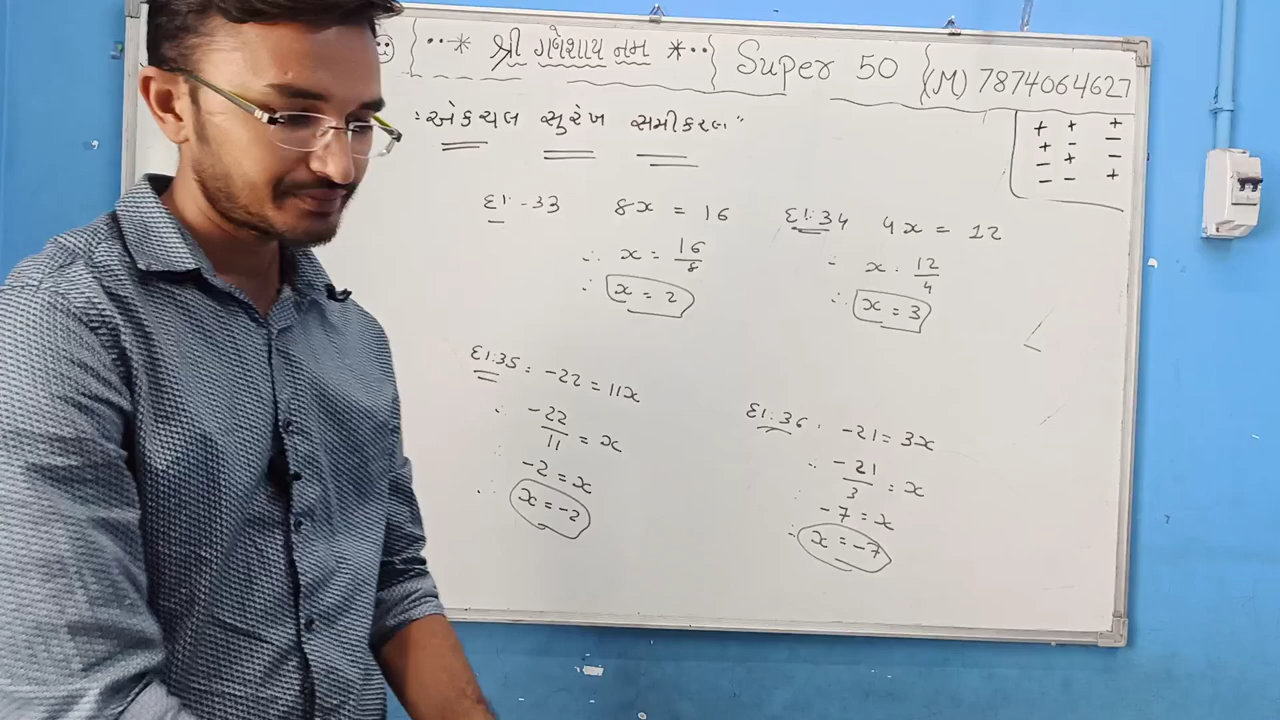 ..* શ્રી ગણેશાય નમ *.. Super 50 (M) 7874064627
:એકચલ સુરેખ સમીકરણ"
+ + +
+ - -
- + -
- - +
દા.-33 8x = 16
∴ x = 16/8
∴ x = 2
દા.34 4x = 12
∴ x = 12/4
∴ x = 3
દા.35: -22 = 11x
∴ -22/11 = x
∴ -2 = x
∴ x = -2
દા.36. -21 = 3x
∴ -21/3 = x
∴ -7 = x
∴ x = -7